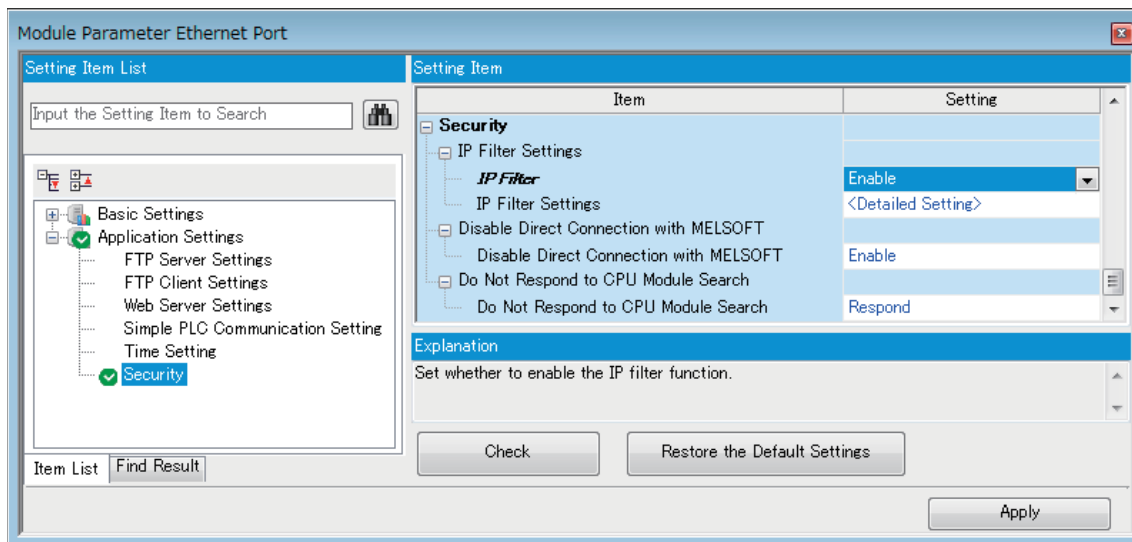 Module Parameter Ethernet Port
Setting Item List
Input the Setting Item to Search
Basic Settings
Application Settings
FTP Server Settings
FTP Client Settings
Web Server Settings
Simple PLC Communication Setting
Time Setting
Security
Item List
Find Result
Setting Item
Item Setting
Security
IP Filter Settings
IP Filter Enable
IP Filter Settings <Detailed Setting>
Disable Direct Connection with MELSOFT
Disable Direct Connection with MELSOFT Enable
Do Not Respond to CPU Module Search
Do Not Respond to CPU Module Search Respond
Explanation
Set whether to enable the IP filter function.
Check
Restore the Default Settings
Apply